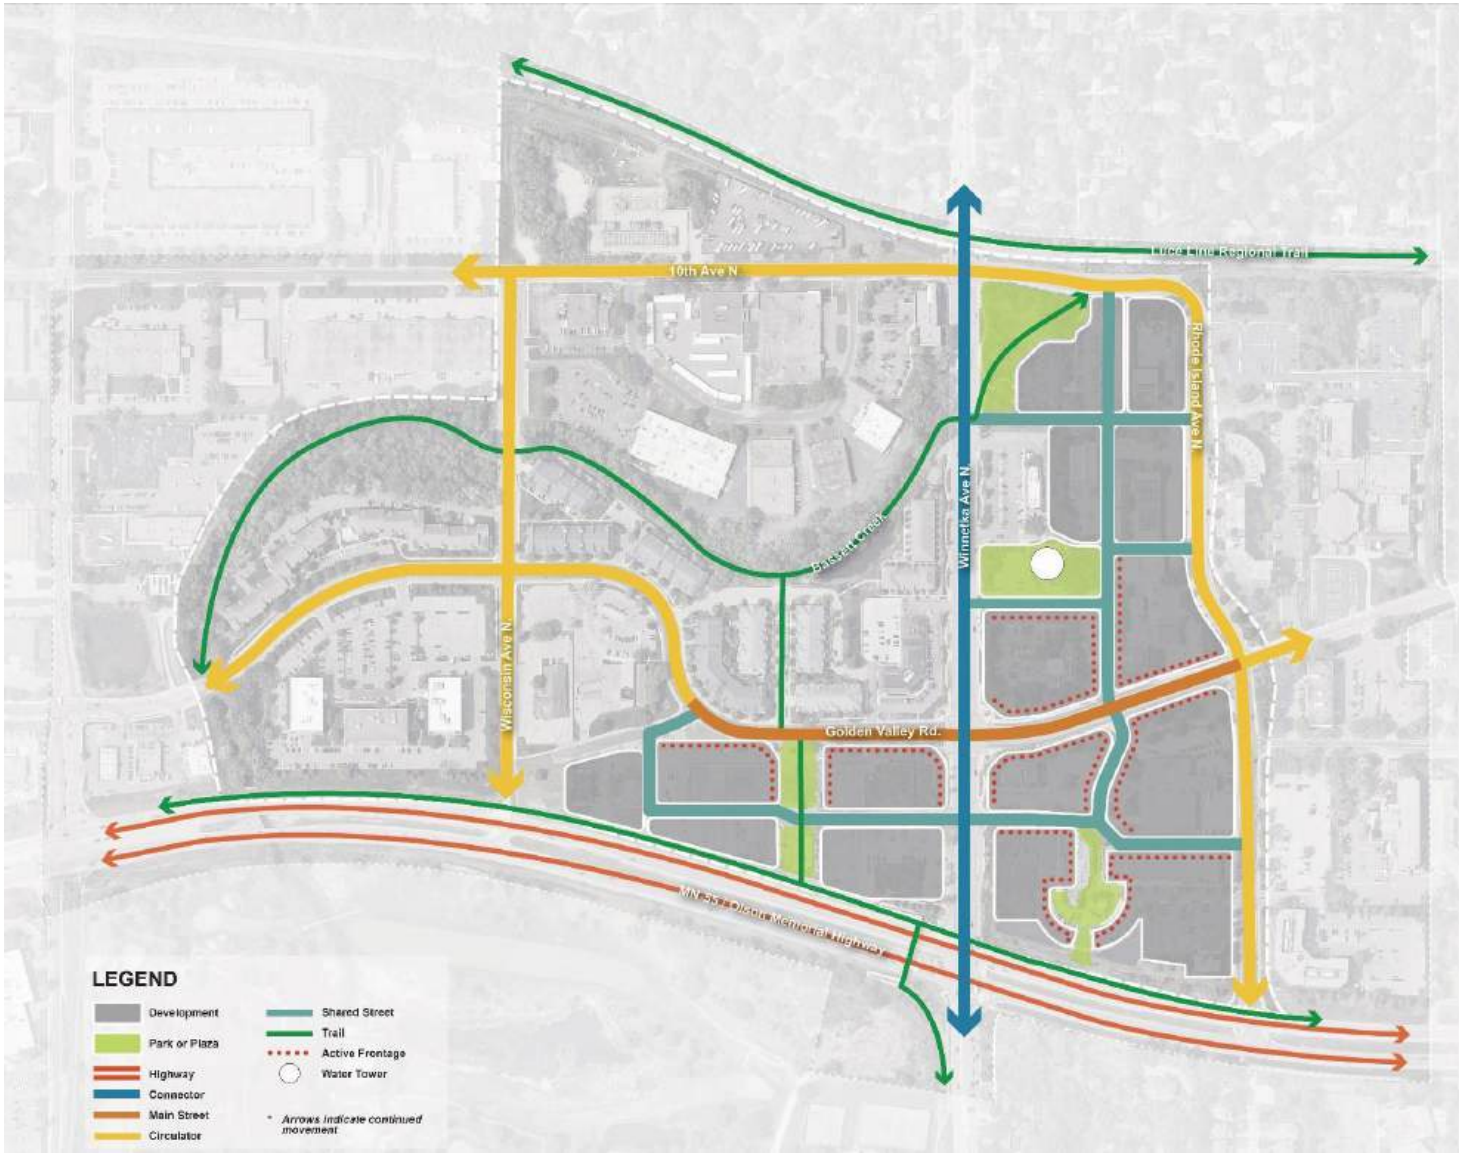 Luce Line Regional Trail
10th Ave N
Rhode Island Ave N
Winnetka Ave N
Bassett Creek
Wisconsin Ave N.
Golden Valley Rd.
MN-55 / Olson Memorial Highway
LEGEND
Development
Park or Plaza
Highway
Connector
Main Street
Circulator
Shared Street
Trail
Active Frontage
Water Tower
* Arrows indicate continued
movement